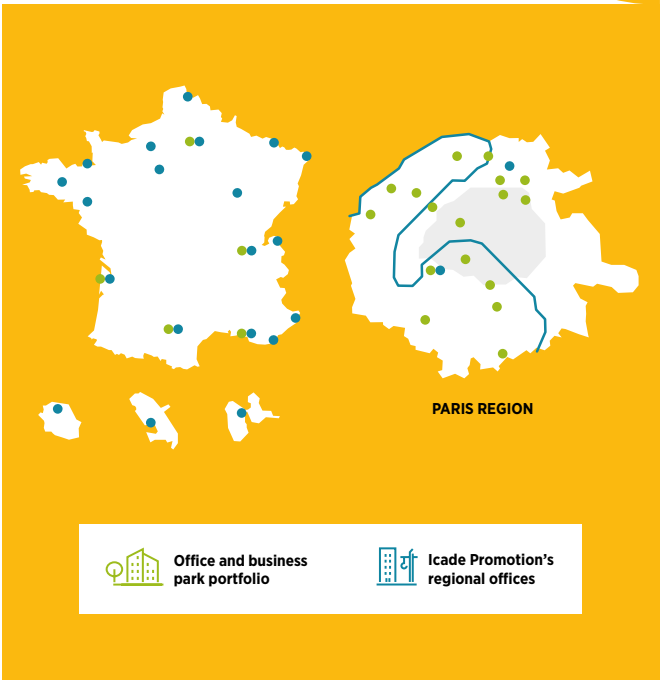 PARIS REGION
Office and business
park portfolio
Icade Promotion’s
regional offices